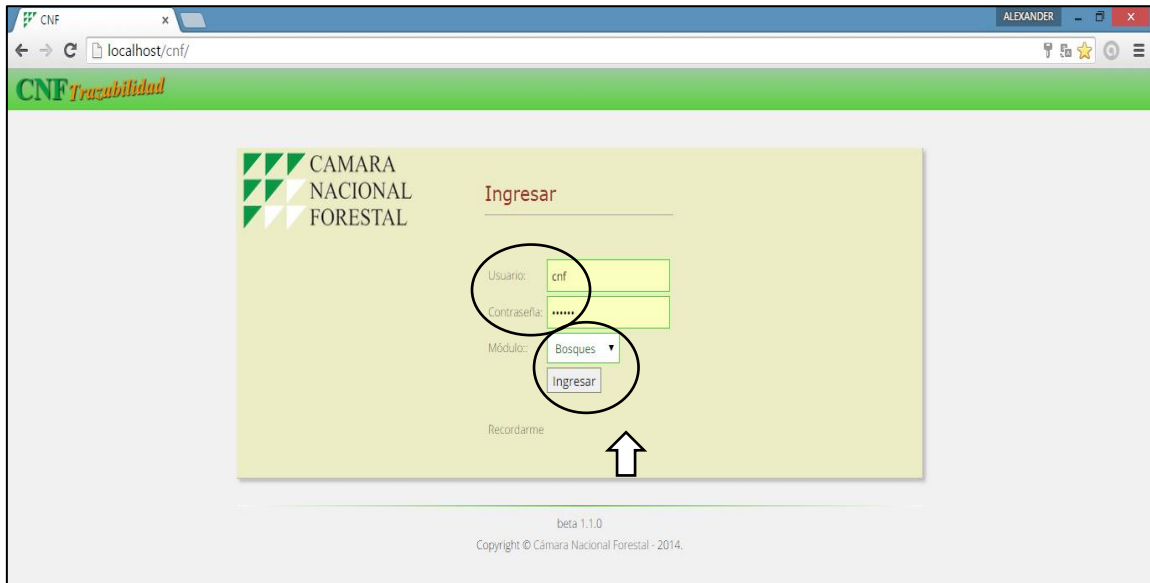 CNF
ALEXANDER
localhost/cnf/
CNF Trazabilidad
CAMARA
NACIONAL
FORESTAL
Ingresar
Usuario: cnf
Contraseña: ••••••
Módulo:: Bosques
Ingresar
Recordarme
beta 1.1.0
Copyright © Cámara Nacional Forestal - 2014.